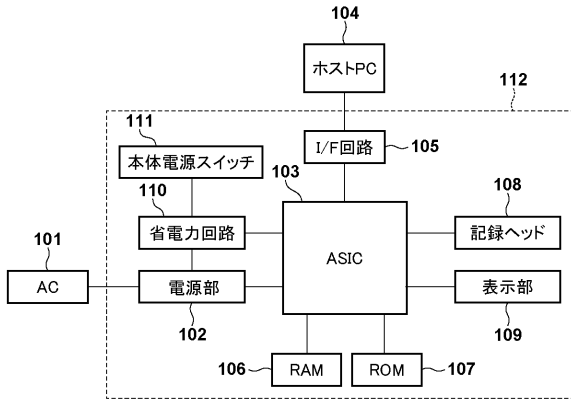 104
ホストPC
112
111
本体電源スイッチ
I/F回路
105
103
110
省電力回路
108
記録ヘッド
ASIC
101
AC
電源部
102
表示部
109
106
RAM
ROM
107